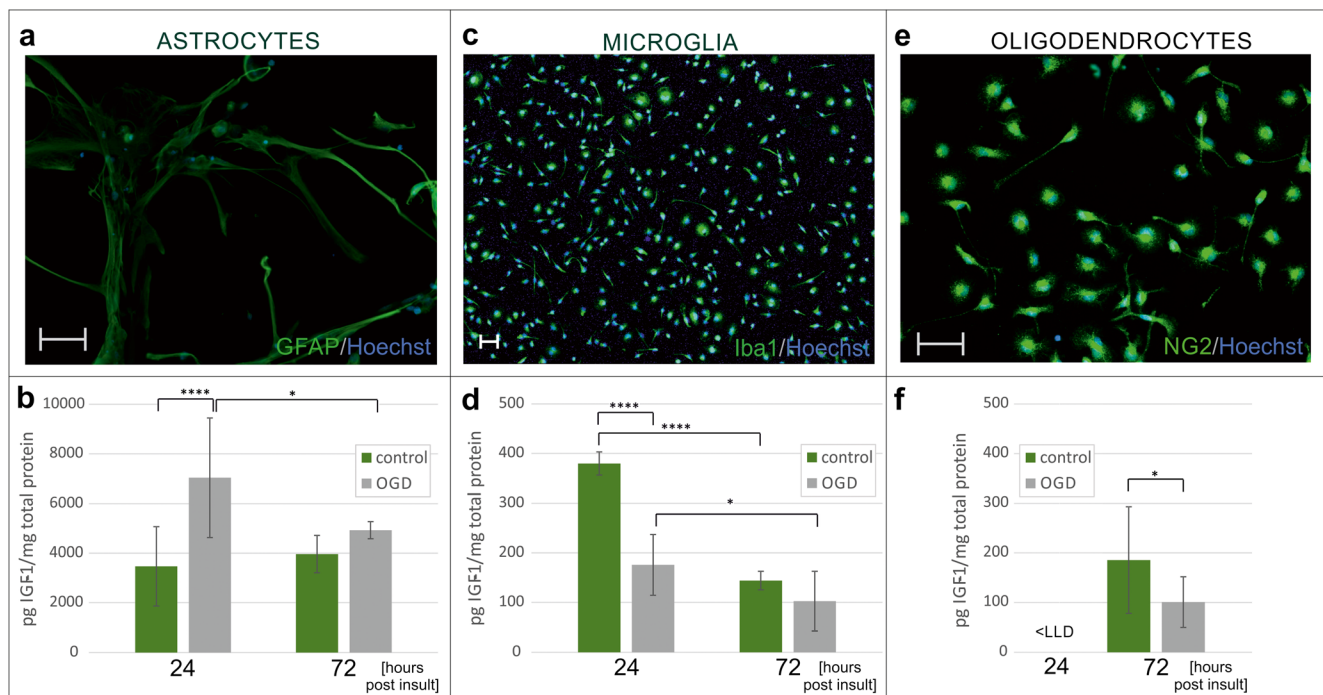 a ASTROCYTES
GFAP/Hoechst
b
pg IGF1/mg total protein
10000
8000
6000
4000
2000
0
****
*
control
OGD
24
72
[hours
post insult]
c MICROGLIA
Iba1/Hoechst
d
pg IGF1/mg total protein
500
400
300
200
100
0
****
****
*
control
OGD
24
72
[hours
post insult]
e OLIGODENDROCYTES
NG2/Hoechst
f
pg IGF1/mg total protein
500
400
300
200
100
0
control
OGD
*
<LLD
24
72
[hours
post insult]